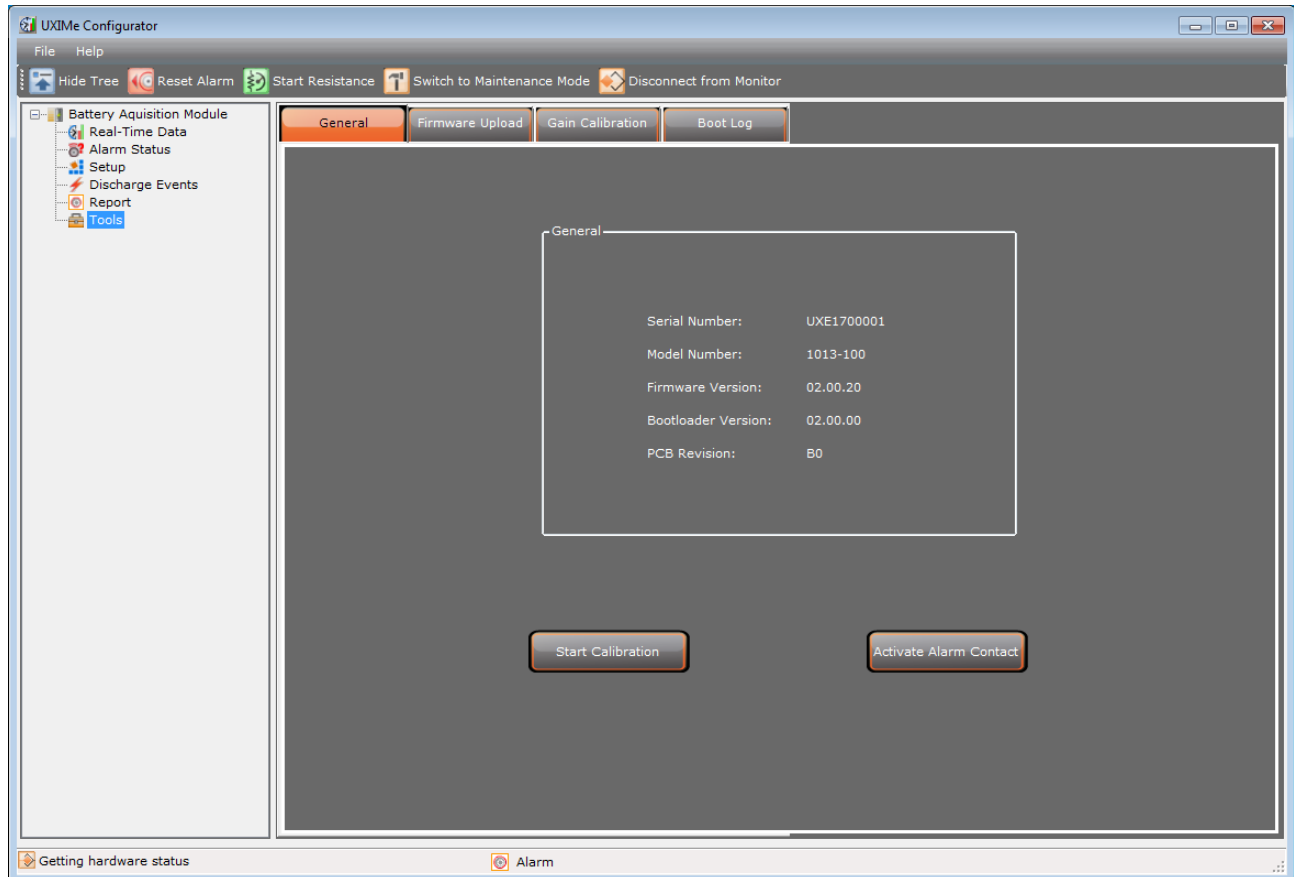 UXIMe Configurator
File Help
Hide Tree Reset Alarm Start Resistance Switch to Maintenance Mode Disconnect from Monitor
Battery Aquisition Module
Real-Time Data
Alarm Status
Setup
Discharge Events
Report
Tools
General Firmware Upload Gain Calibration Boot Log
General
Serial Number: UXE1700001
Model Number: 1013-100
Firmware Version: 02.00.20
Bootloader Version: 02.00.00
PCB Revision: B0
Start Calibration Activate Alarm Contact
Getting hardware status Alarm